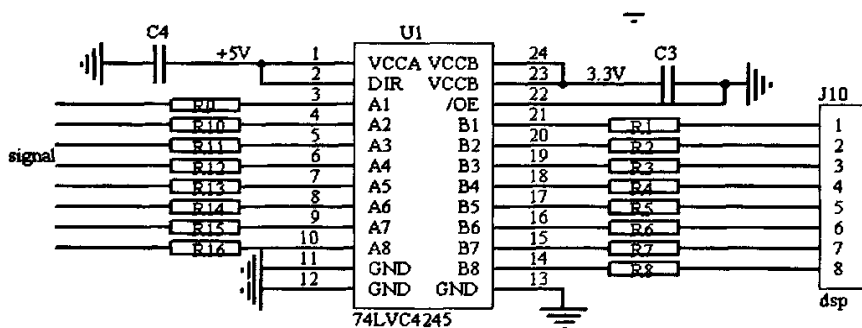 U1
C4
+5V
1 VCCA VCCB 24
2 DIR VCCB 23
3.3V
C3
/OE 22
J10
R9 3 A1 B1 21 R1 1
R10 4 A2 B2 20 R2 2
signal
R11 5 A3 B3 19 R3 3
R12 6 A4 B4 18 R4 4
R13 7 A5 B5 17 R5 5
R14 8 A6 B6 16 R6 6
R15 9 A7 B7 15 R7 7
R16 10 A8 B8 14 R8 8
11 GND GND 13
12 GND
dsp
74LVC4245